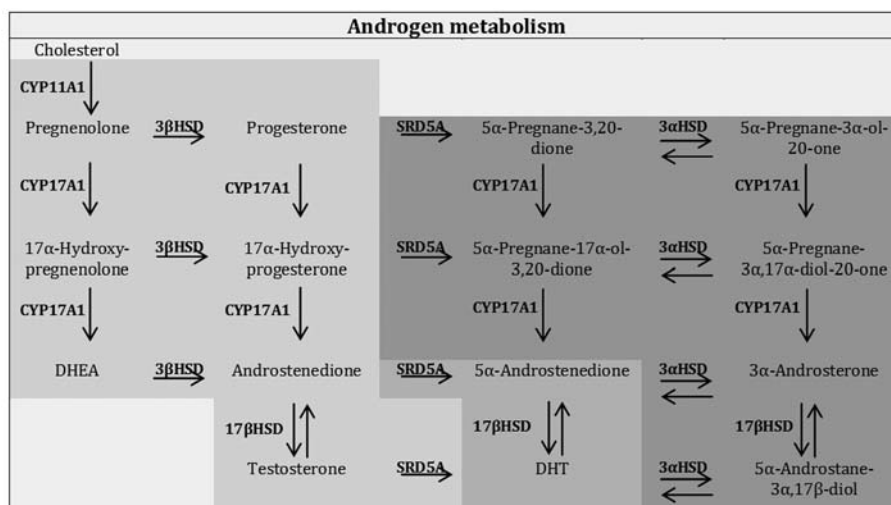 Androgen metabolism
Cholesterol
CYP11A1
Pregnenolone 3βHSD Progesterone SRD5A 5α-Pregnane-3,20- 3αHSD 5α-Pregnane-3α-ol-
dione 20-one
CYP17A1 CYP17A1 CYP17A1 CYP17A1
17α-Hydroxy- 3βHSD 17α-Hydroxy- SRD5A 5α-Pregnane-17α-ol- 3αHSD 5α-Pregnane-
pregnenolone progesterone 3,20-dione 3α,17α-diol-20-one
CYP17A1 CYP17A1 CYP17A1 CYP17A1
DHEA 3βHSD Androstenedione SRD5A 5α-Androstenedione 3αHSD 3α-Androsterone
17βHSD 17βHSD 17βHSD
Testosterone SRD5A DHT 3αHSD 5α-Androstane-
3α,17β-diol